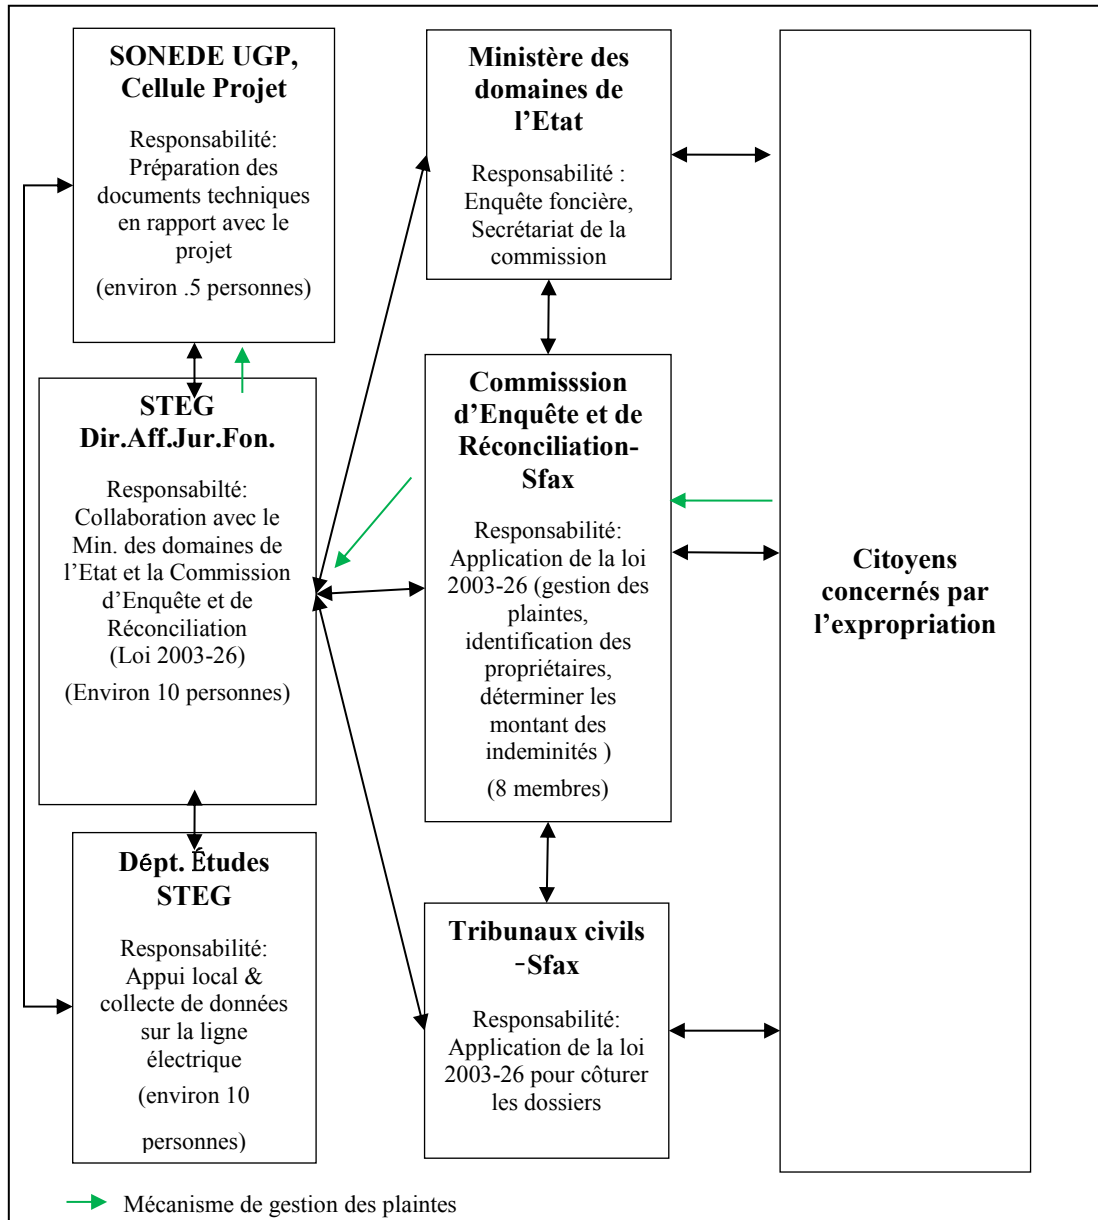 SONEDE UGP,
Cellule Projet
Responsabilité:
Préparation des
documents techniques
en rapport avec le
projet
(environ .5 personnes)
STEG
Dir.Aff.Jur.Fon.
Responsabilté:
Collaboration avec le
Min. des domaines de
l’Etat et la Commission
d’Enquête et de
Réconciliation
(Loi 2003-26)
(Environ 10 personnes)
Dépt. Études
STEG
Responsabilité:
Appui local &
collecte de données
sur la ligne
électrique
(environ 10
personnes)
Ministère des
domaines de
l’Etat
Responsabilité :
Enquête foncière,
Secrétariat de la
commission
Commisssion
d’Enquête et de
Réconciliation-
Sfax
Responsabilité:
Application de la loi
2003-26 (gestion des
plaintes,
identification des
propriétaires,
déterminer les
montant des
indeminités )
(8 membres)
Tribunaux civils
-Sfax
Responsabilité:
Application de la loi
2003-26 pour côturer
les dossiers
Citoyens
concernés par
l’expropriation
Mécanisme de gestion des plaintes